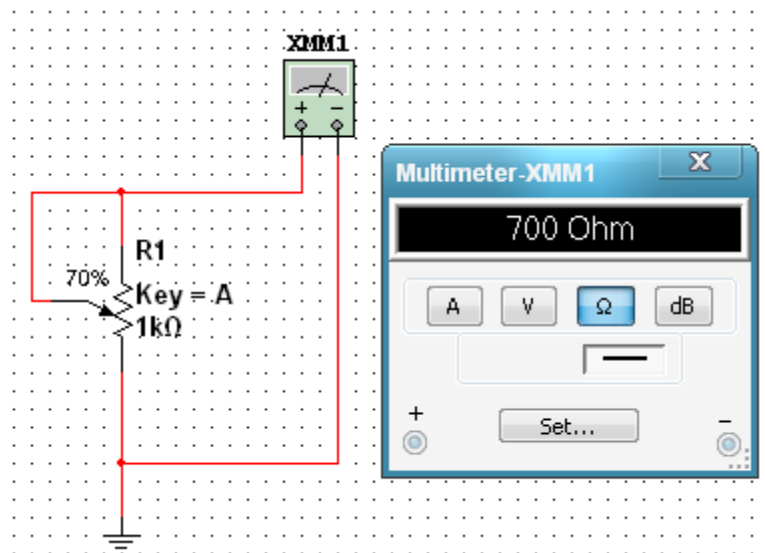 XMM1
+ −
Multimeter-XMM1
X
700 Ohm
A V Ω dB
+ −
Set...
R1
70%
Key = A
1kΩ